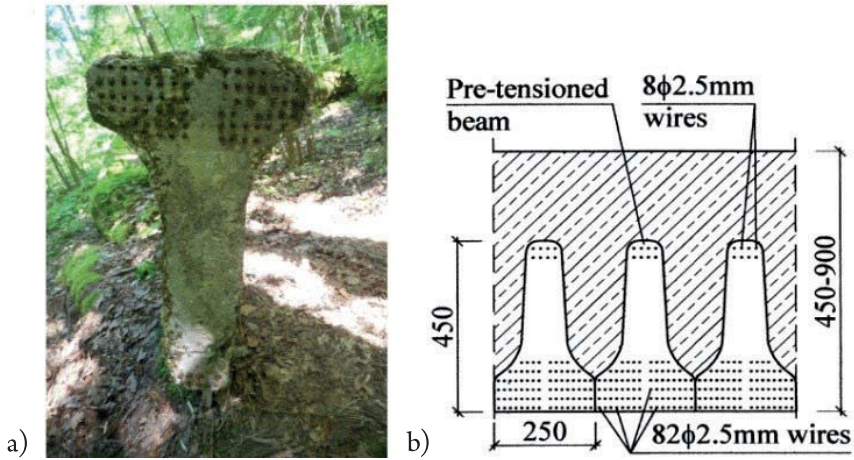 a)
b)
Pre-tensioned
beam
8ϕ2.5mm
wires
450
450-900
250
82ϕ2.5mm wires